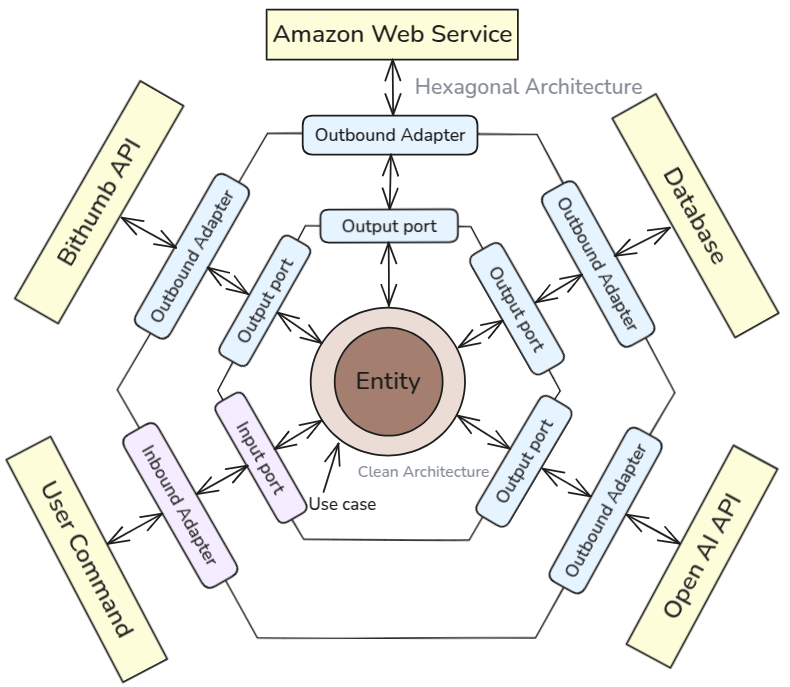 Amazon Web Service
Hexagonal Architecture
Outbound Adapter
Bithumb API
Outbound Adapter
Output port
Output port
Output port
Outbound Adapter
Database
Entity
User Command
Inbound Adapter
Input port
Use case
Clean Architecture
Output port
Outbound Adapter
Open AI API